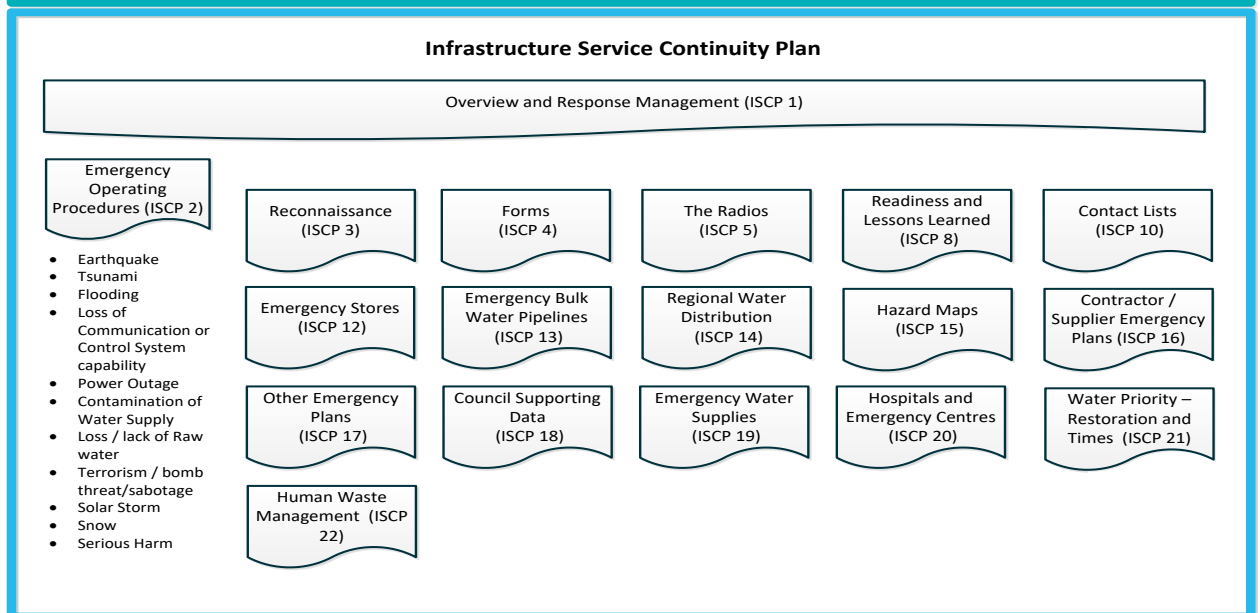 Infrastructure Service Continuity Plan
Overview and Response Management (ISCP 1)
Emergency
Operating
Procedures (ISCP 2)
• Earthquake
• Tsunami
• Flooding
• Loss of
Communication or
Control System
capability
• Power Outage
• Contamination of
Water Supply
• Loss / lack of Raw
water
• Terrorism / bomb
threat/sabotage
• Solar Storm
• Snow
• Serious Harm
Reconnaissance
(ISCP 3)
Forms
(ISCP 4)
The Radios
(ISCP 5)
Readiness and
Lessons Learned
(ISCP 8)
Contact Lists
(ISCP 10)
Emergency Stores
(ISCP 12)
Emergency Bulk
Water Pipelines
(ISCP 13)
Regional Water
Distribution
(ISCP 14)
Hazard Maps
(ISCP 15)
Contractor /
Supplier Emergency
Plans (ISCP 16)
Other Emergency
Plans
(ISCP 17)
Council Supporting
Data
(ISCP 18)
Emergency Water
Supplies
(ISCP 19)
Hospitals and
Emergency Centres
(ISCP 20)
Water Priority –
Restoration and
Times (ISCP 21)
Human Waste
Management (ISCP
22)